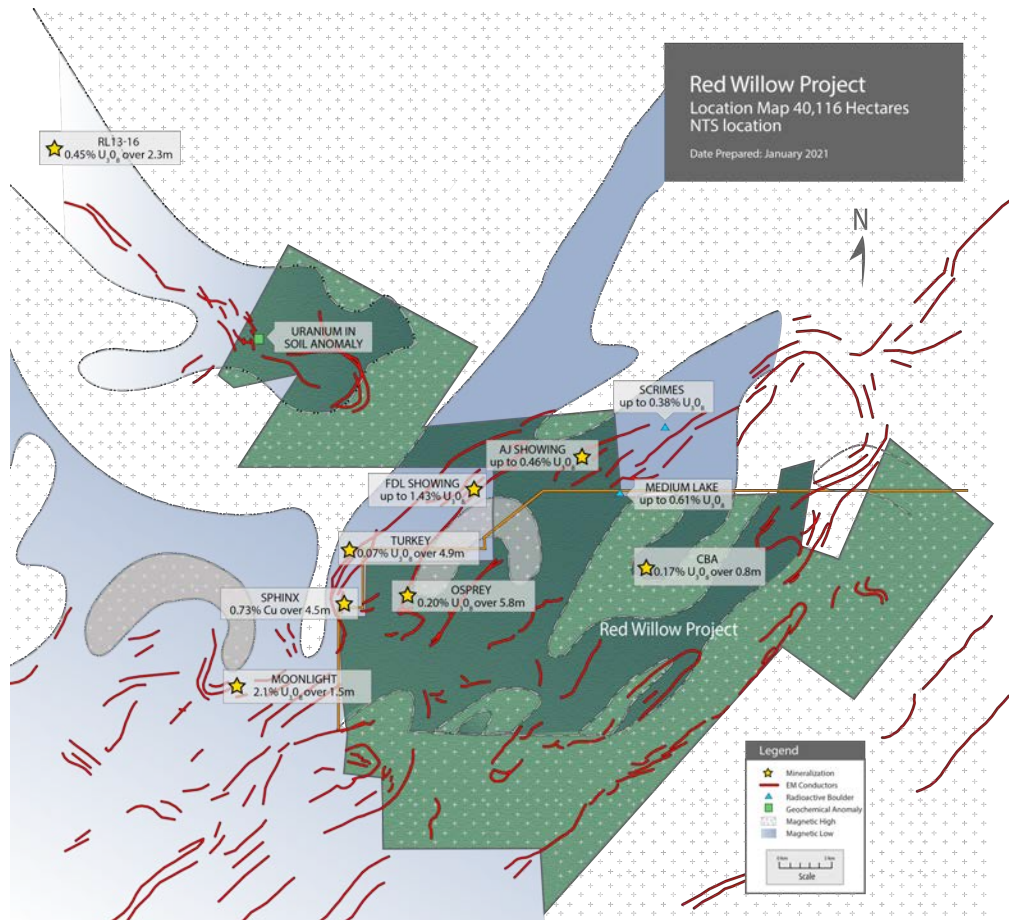 Red Willow Project
Location Map 40,116 Hectares
NTS location
Date Prepared: January 2021
RL13-16
0.45% U₃O₈ over 2.3m
N
URANIUM IN
SOIL ANOMALY
SCRIMES
up to 0.38% U₃O₈
AJ SHOWING
up to 0.46% U₃O₈
FDL SHOWING
up to 1.43% U₃O₈
MEDIUM LAKE
up to 0.61% U₃O₈
TURKEY
0.07% U₃O₈ over 4.9m
CBA
0.17% U₃O₈ over 0.8m
OSPREY
0.20% U₃O₈ over 5.8m
SPHINX
0.73% Cu over 4.5m
Red Willow Project
MOONLIGHT
2.1% U₃O₈ over 1.5m
Legend
Mineralization
EM Conductors
Radioactive Boulder
Geochemical Anomaly
Magnetic High
Magnetic Low
Scale